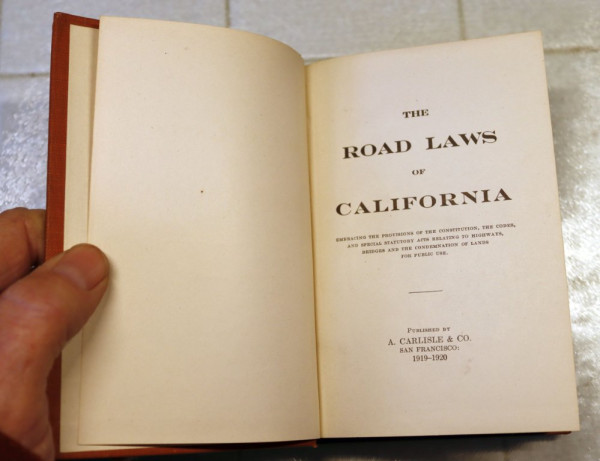 THE
ROAD LAWS
OF
CALIFORNIA
EMBRACING THE PROVISIONS OF THE CONSTITUTION, THE CODES,
AND SPECIAL STATUTORY ACTS RELATING TO HIGHWAYS,
BRIDGES AND THE CONDEMNATION OF LANDS
FOR PUBLIC USE.
PUBLISHED BY
A. CARLISLE & CO.
SAN FRANCISCO:
1919–1920